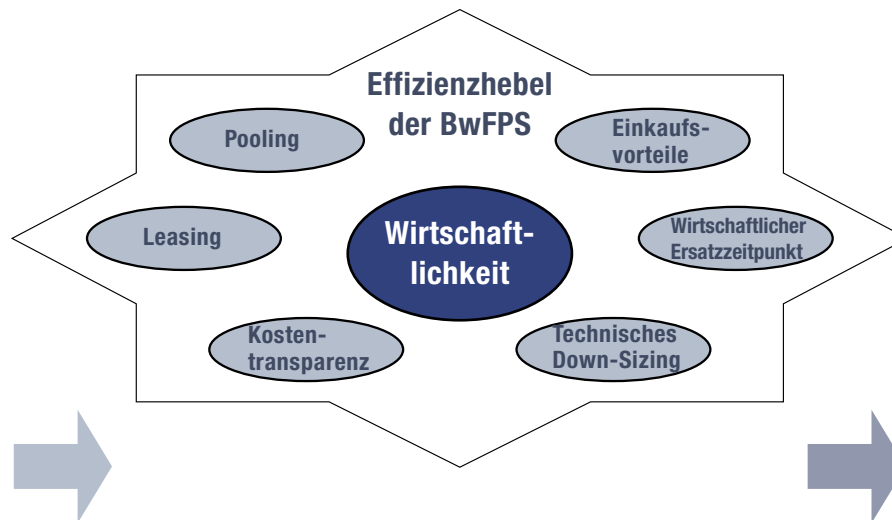 Effizienzhebel
der BwFPS
Pooling
Einkaufs-
vorteile
Leasing
Wirtschaft-
lichkeit
Wirtschaftlicher
Ersatzzeitpunkt
Kosten-
transparenz
Technisches
Down-Sizing